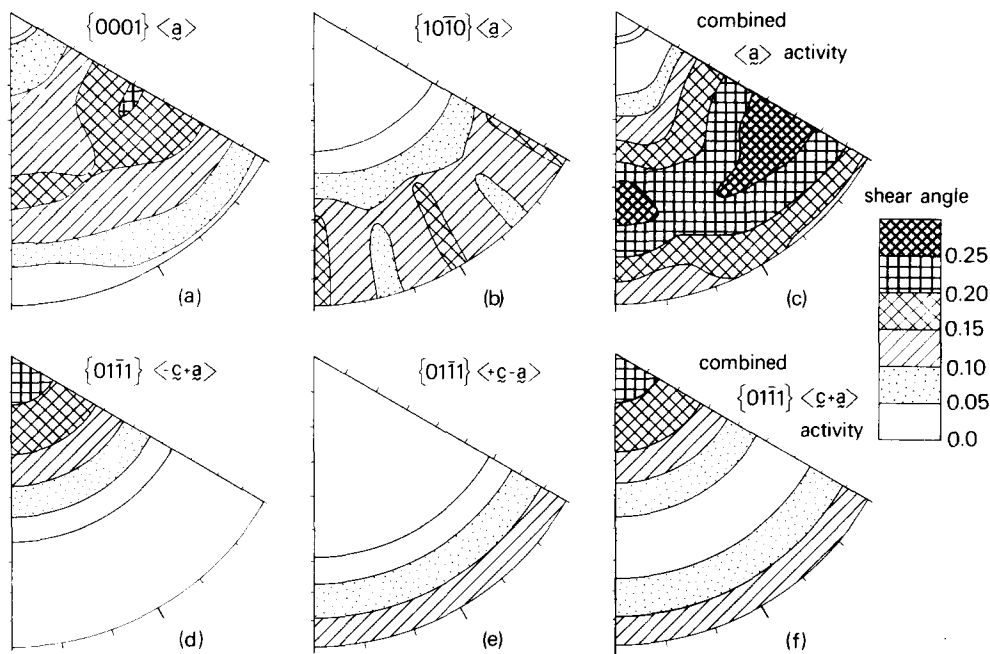 {0001} <a̰>
{101̄0} <a̰>
combined
<a̰> activity
shear angle
0.25
0.20
0.15
0.10
0.05
0.0
(a)
(b)
(c)
{011̄1} <-c̰+a̰>
{011̄1} <+c̰-a̰>
combined
{011̄1} <c̰+a̰>
activity
(d)
(e)
(f)